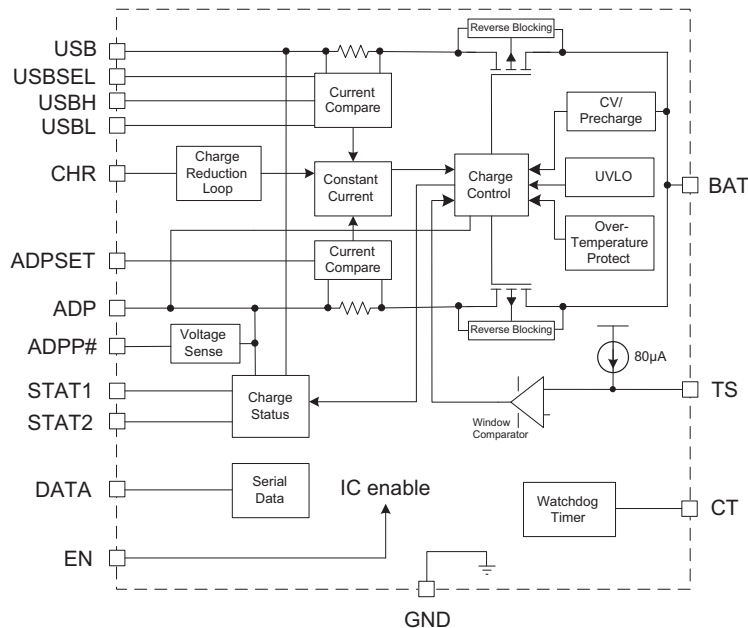 USB
USBSEL
USBH
USBL
CHR
ADPSET
ADP
ADPP#
STAT1
STAT2
DATA
EN
Reverse Blocking
Current
Compare
CV/
Precharge
Charge
Reduction
Loop
Constant
Current
Charge
Control
UVLO
BAT
Over-
Temperature
Protect
Current
Compare
Voltage
Sense
Reverse Blocking
80µA
Charge
Status
TS
Window
Comparator
Serial
Data
IC enable
Watchdog
Timer
CT
GND